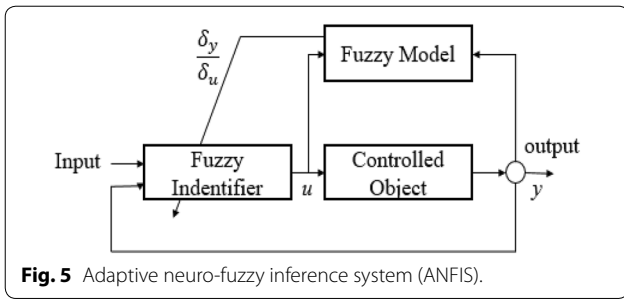 δy
δu
Fuzzy Model
Input
Fuzzy
Indentifier
u
Controlled
Object
output
y
Fig. 5 Adaptive neuro-fuzzy inference system (ANFIS).